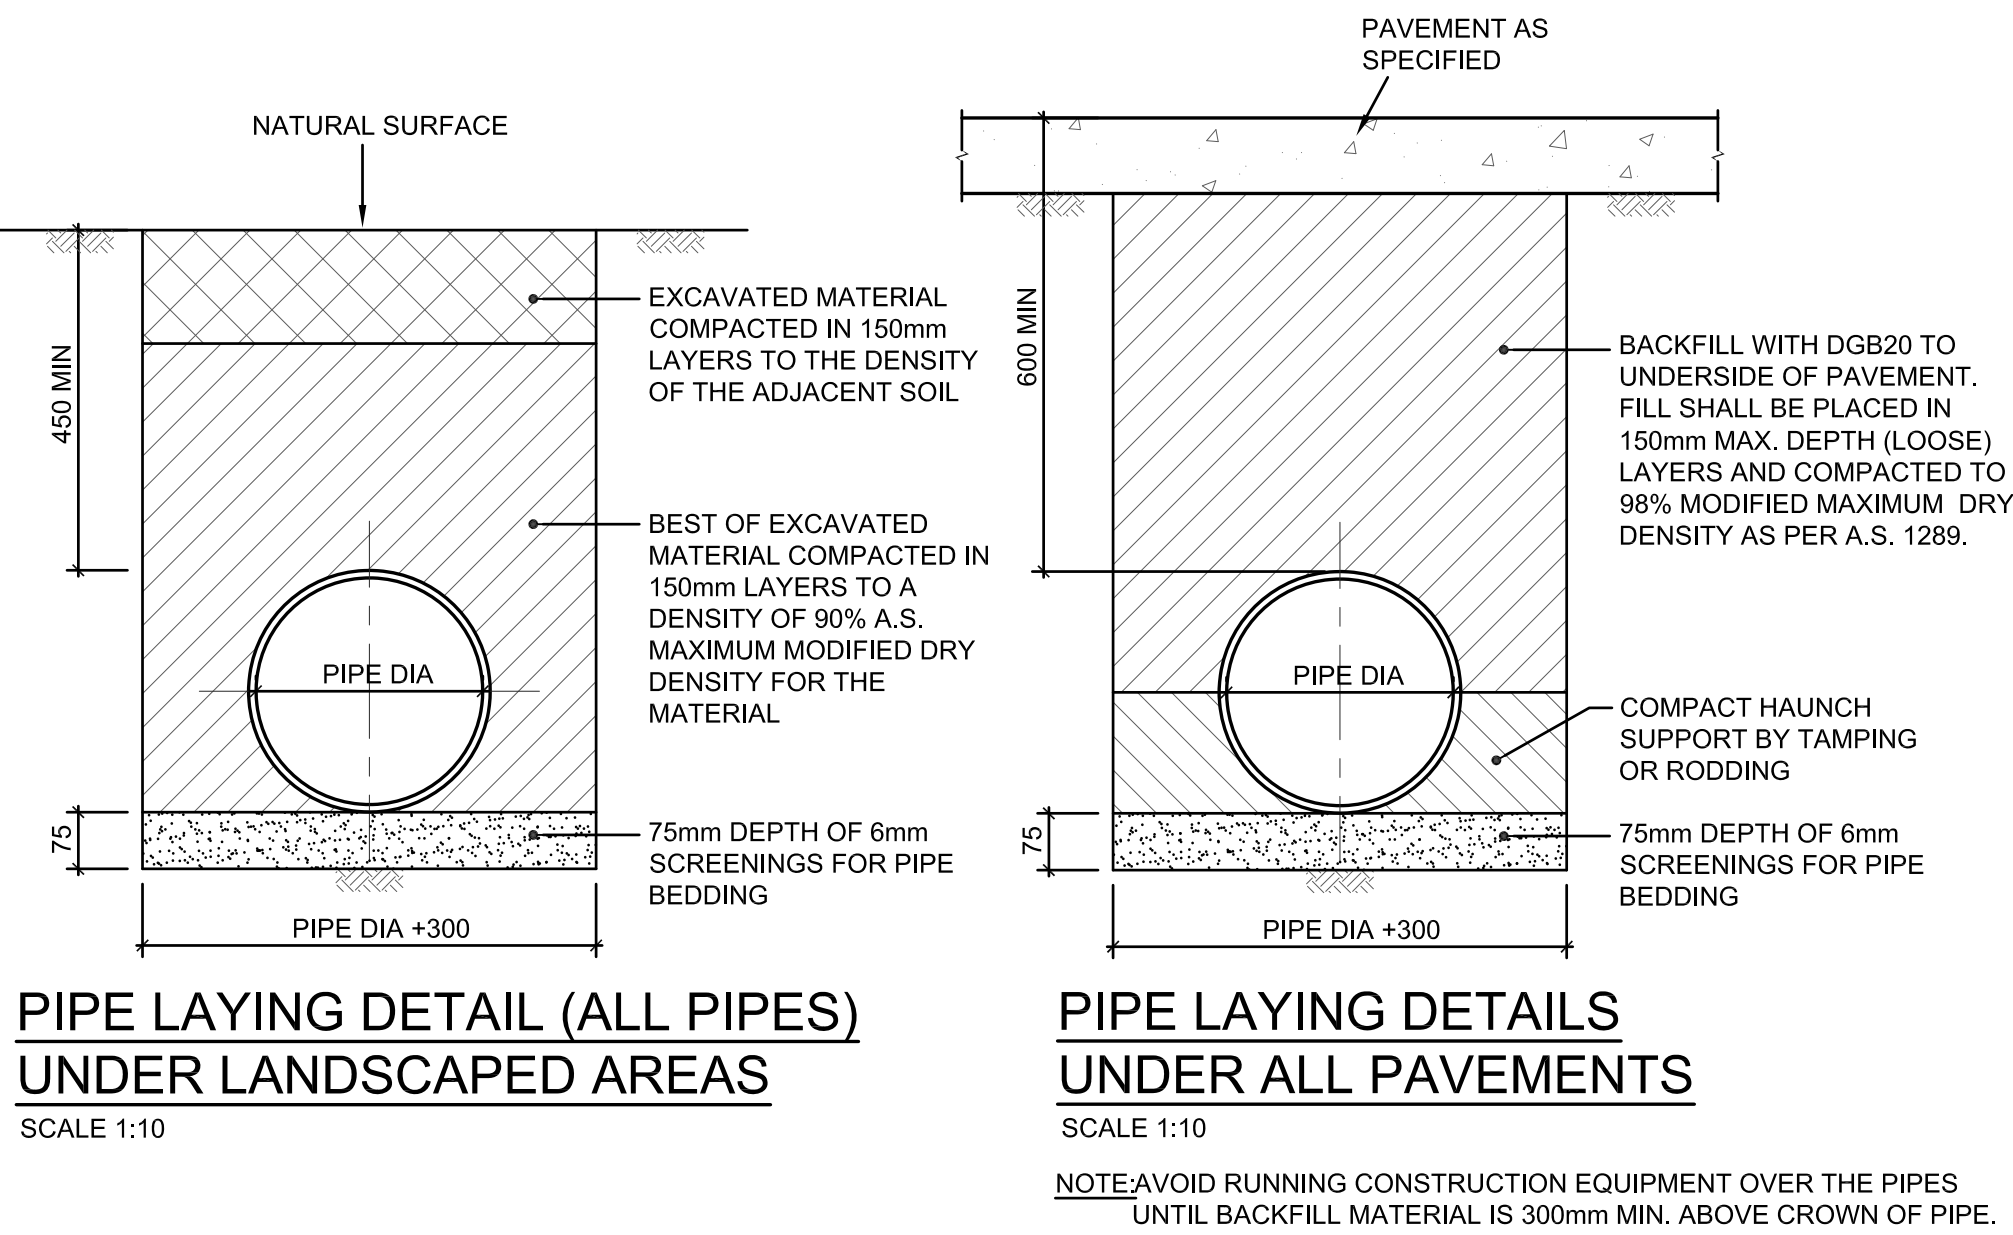 NATURAL SURFACE
450 MIN
EXCAVATED MATERIAL
COMPACTED IN 150mm
LAYERS TO THE DENSITY
OF THE ADJACENT SOIL
BEST OF EXCAVATED
MATERIAL COMPACTED IN
150mm LAYERS TO A
DENSITY OF 90% A.S.
MAXIMUM MODIFIED DRY
DENSITY FOR THE
MATERIAL
PIPE DIA
75
75mm DEPTH OF 6mm
SCREENINGS FOR PIPE
BEDDING
PIPE DIA +300
PIPE LAYING DETAIL (ALL PIPES)
UNDER LANDSCAPED AREAS
SCALE 1:10
PAVEMENT AS
SPECIFIED
600 MIN
BACKFILL WITH DGB20 TO
UNDERSIDE OF PAVEMENT.
FILL SHALL BE PLACED IN
150mm MAX. DEPTH (LOOSE)
LAYERS AND COMPACTED TO
98% MODIFIED MAXIMUM DRY
DENSITY AS PER A.S. 1289.
PIPE DIA
COMPACT HAUNCH
SUPPORT BY TAMPING
OR RODDING
75
75mm DEPTH OF 6mm
SCREENINGS FOR PIPE
BEDDING
PIPE DIA +300
PIPE LAYING DETAILS
UNDER ALL PAVEMENTS
SCALE 1:10
NOTE:AVOID RUNNING CONSTRUCTION EQUIPMENT OVER THE PIPES
UNTIL BACKFILL MATERIAL IS 300mm MIN. ABOVE CROWN OF PIPE.